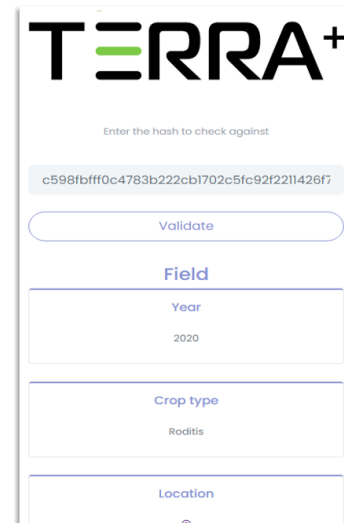 TERRA+
Enter the hash to check against
c598fbfff0c4783b222cb1702c5fc92f2211426f7
Validate
Field
Year
2020
Crop type
Roditis
Location